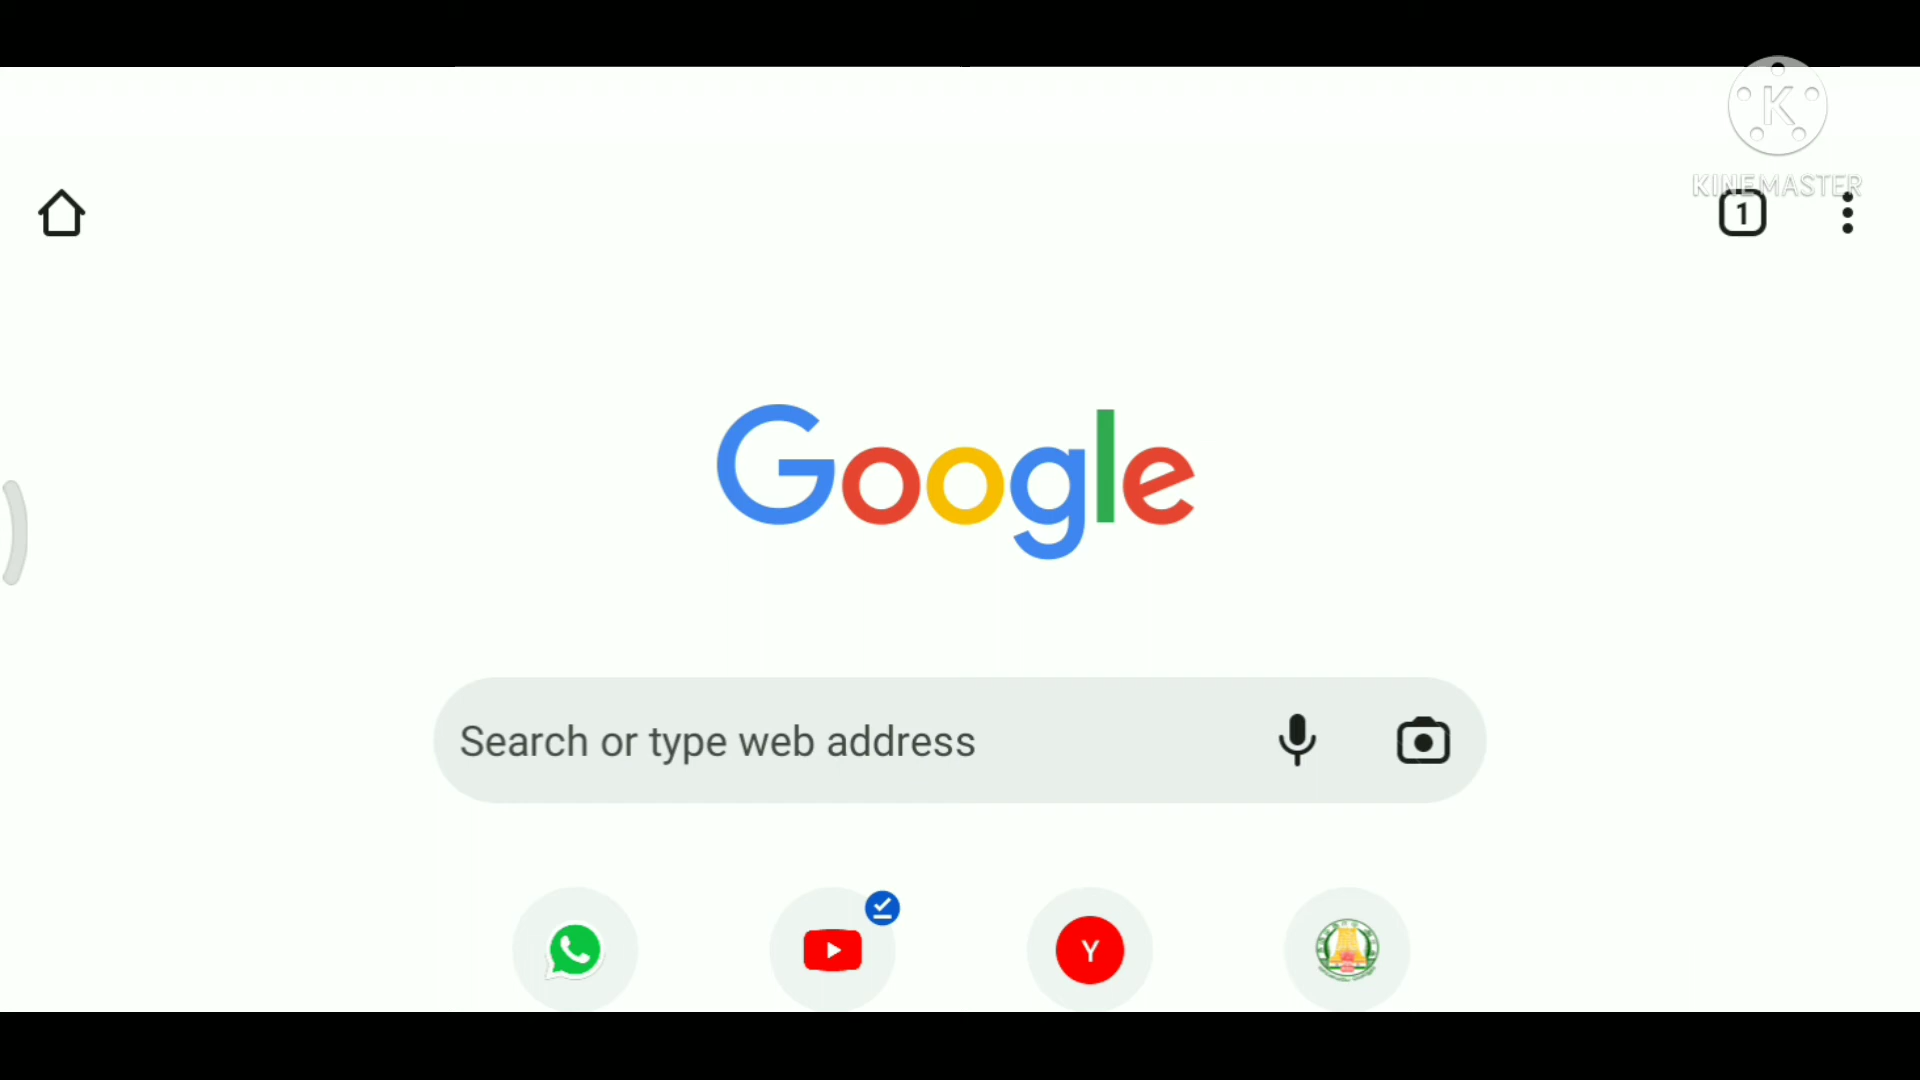 K
KINEMASTER
1
Google
Search or type web address
Y